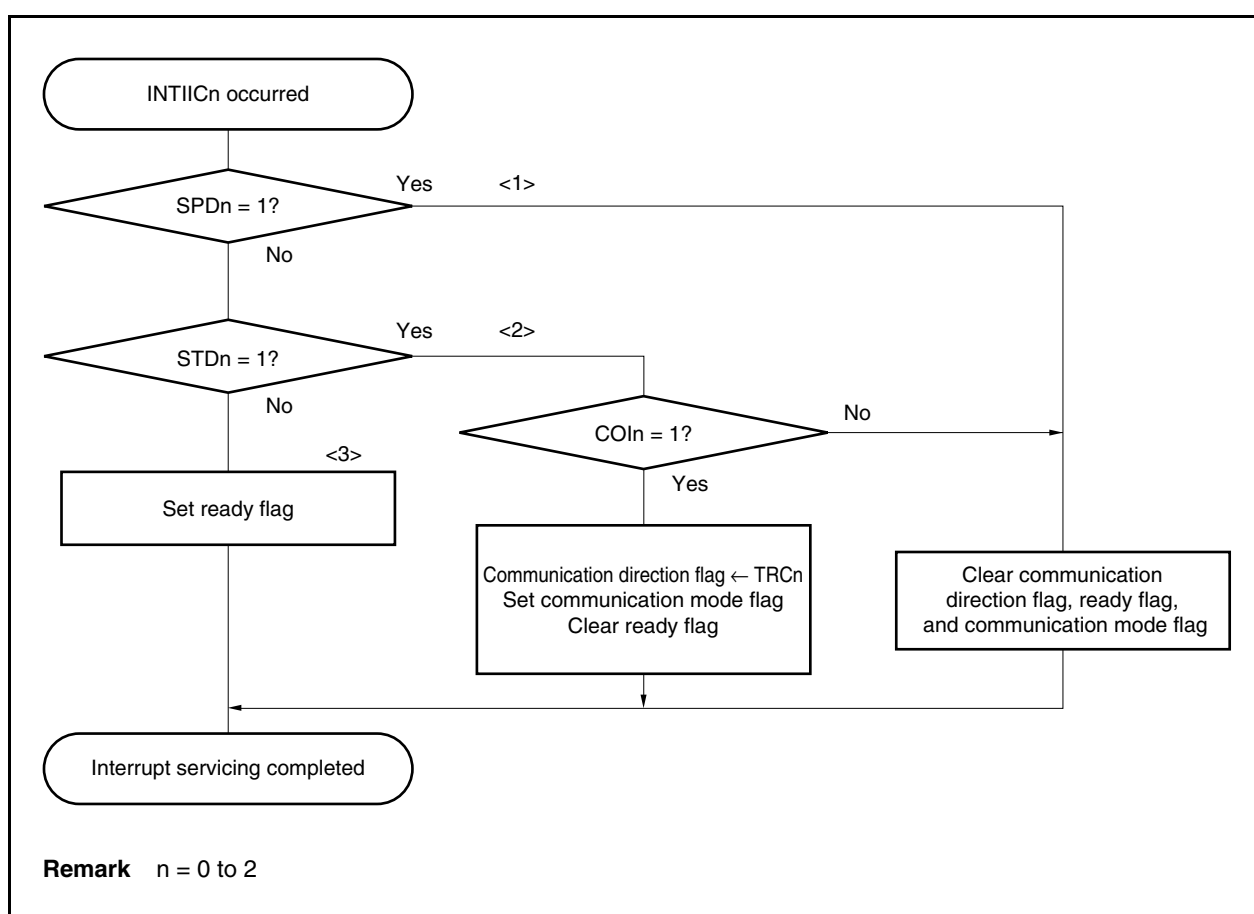 INTIICn occurred
Yes
<1>
SPDn = 1?
No
Yes
<2>
STDn = 1?
No
No
COIn = 1?
<3>
Yes
Set ready flag
Communication direction flag ← TRCn
Set communication mode flag
Clear ready flag
Clear communication
direction flag, ready flag,
and communication mode flag
Interrupt servicing completed
Remark n = 0 to 2